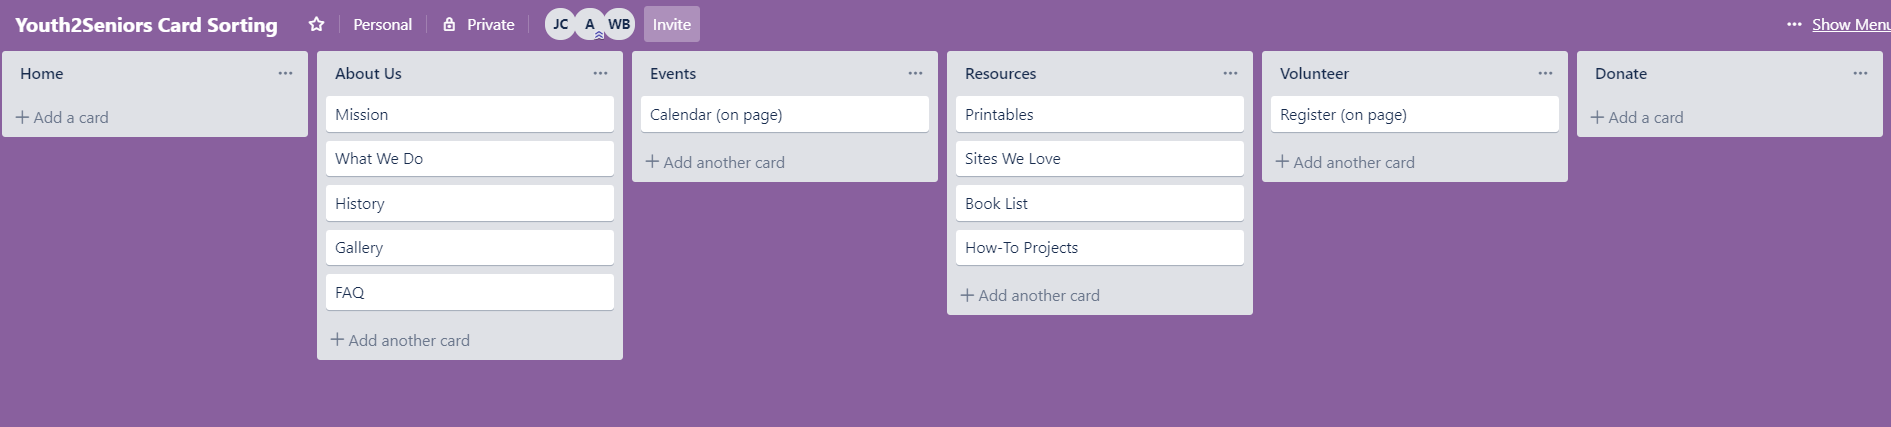 Youth2Seniors Card Sorting
Personal
Private
JC
A
WB
Invite
... Show Menu
Home
...
+ Add a card
About Us
...
Mission
What We Do
History
Gallery
FAQ
+ Add another card
Events
...
Calendar (on page)
+ Add another card
Resources
...
Printables
Sites We Love
Book List
How-To Projects
+ Add another card
Volunteer
...
Register (on page)
+ Add another card
Donate
...
+ Add a card